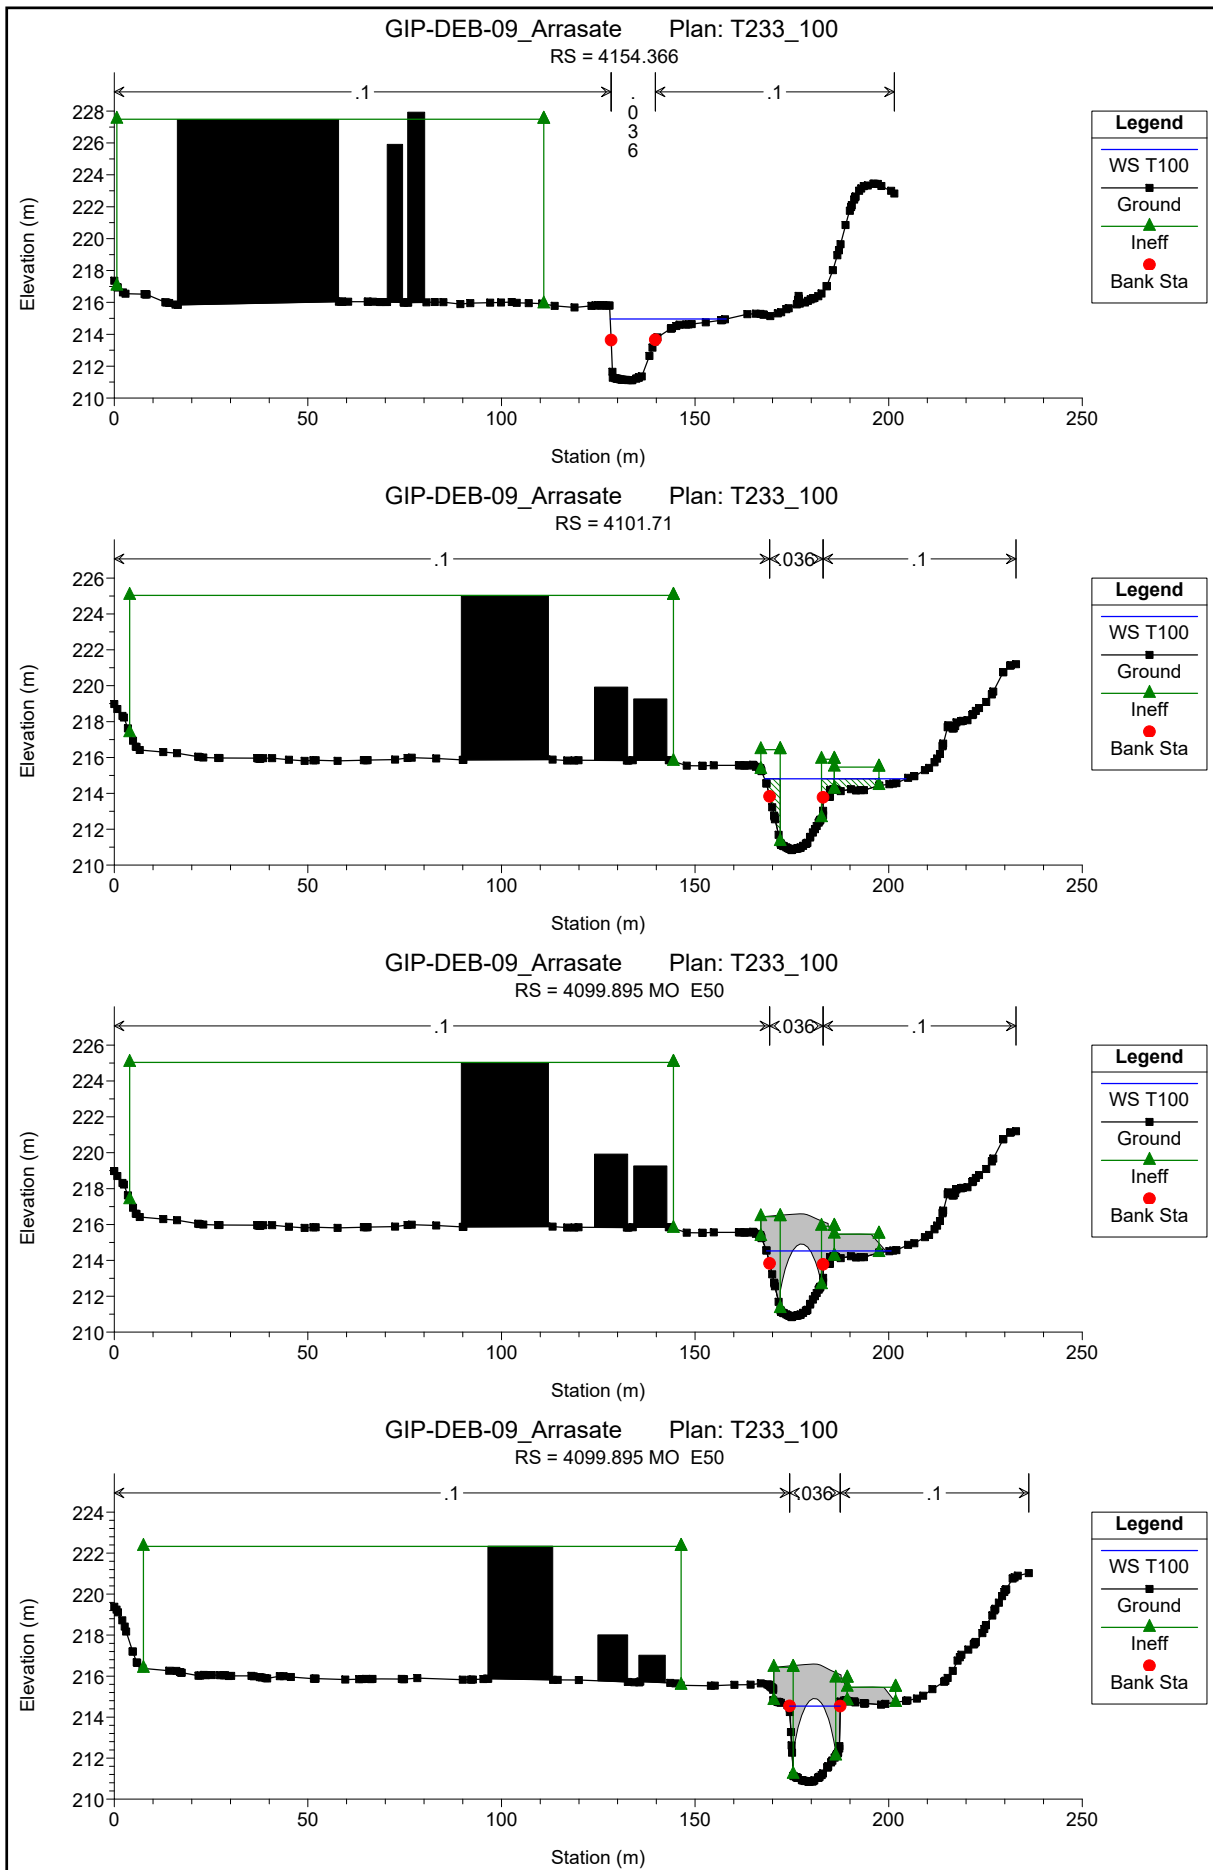 GIP-DEB-09_Arrasate Plan: T233_100
RS = 4154.366
.1 .036 .1
228
226
224
222
220
218
216
214
212
210
Elevation (m)
0 50 100 150 200 250
Station (m)
Legend
WS T100
Ground
Ineff
Bank Sta
GIP-DEB-09_Arrasate Plan: T233_100
RS = 4101.71
.1 .036 .1
226
224
222
220
218
216
214
212
210
Elevation (m)
0 50 100 150 200 250
Station (m)
Legend
WS T100
Ground
Ineff
Bank Sta
GIP-DEB-09_Arrasate Plan: T233_100
RS = 4099.895 MO E50
.1 .036 .1
226
224
222
220
218
216
214
212
210
Elevation (m)
0 50 100 150 200 250
Station (m)
Legend
WS T100
Ground
Ineff
Bank Sta
GIP-DEB-09_Arrasate Plan: T233_100
RS = 4099.895 MO E50
.1 .036 .1
224
222
220
218
216
214
212
210
Elevation (m)
0 50 100 150 200 250
Station (m)
Legend
WS T100
Ground
Ineff
Bank Sta